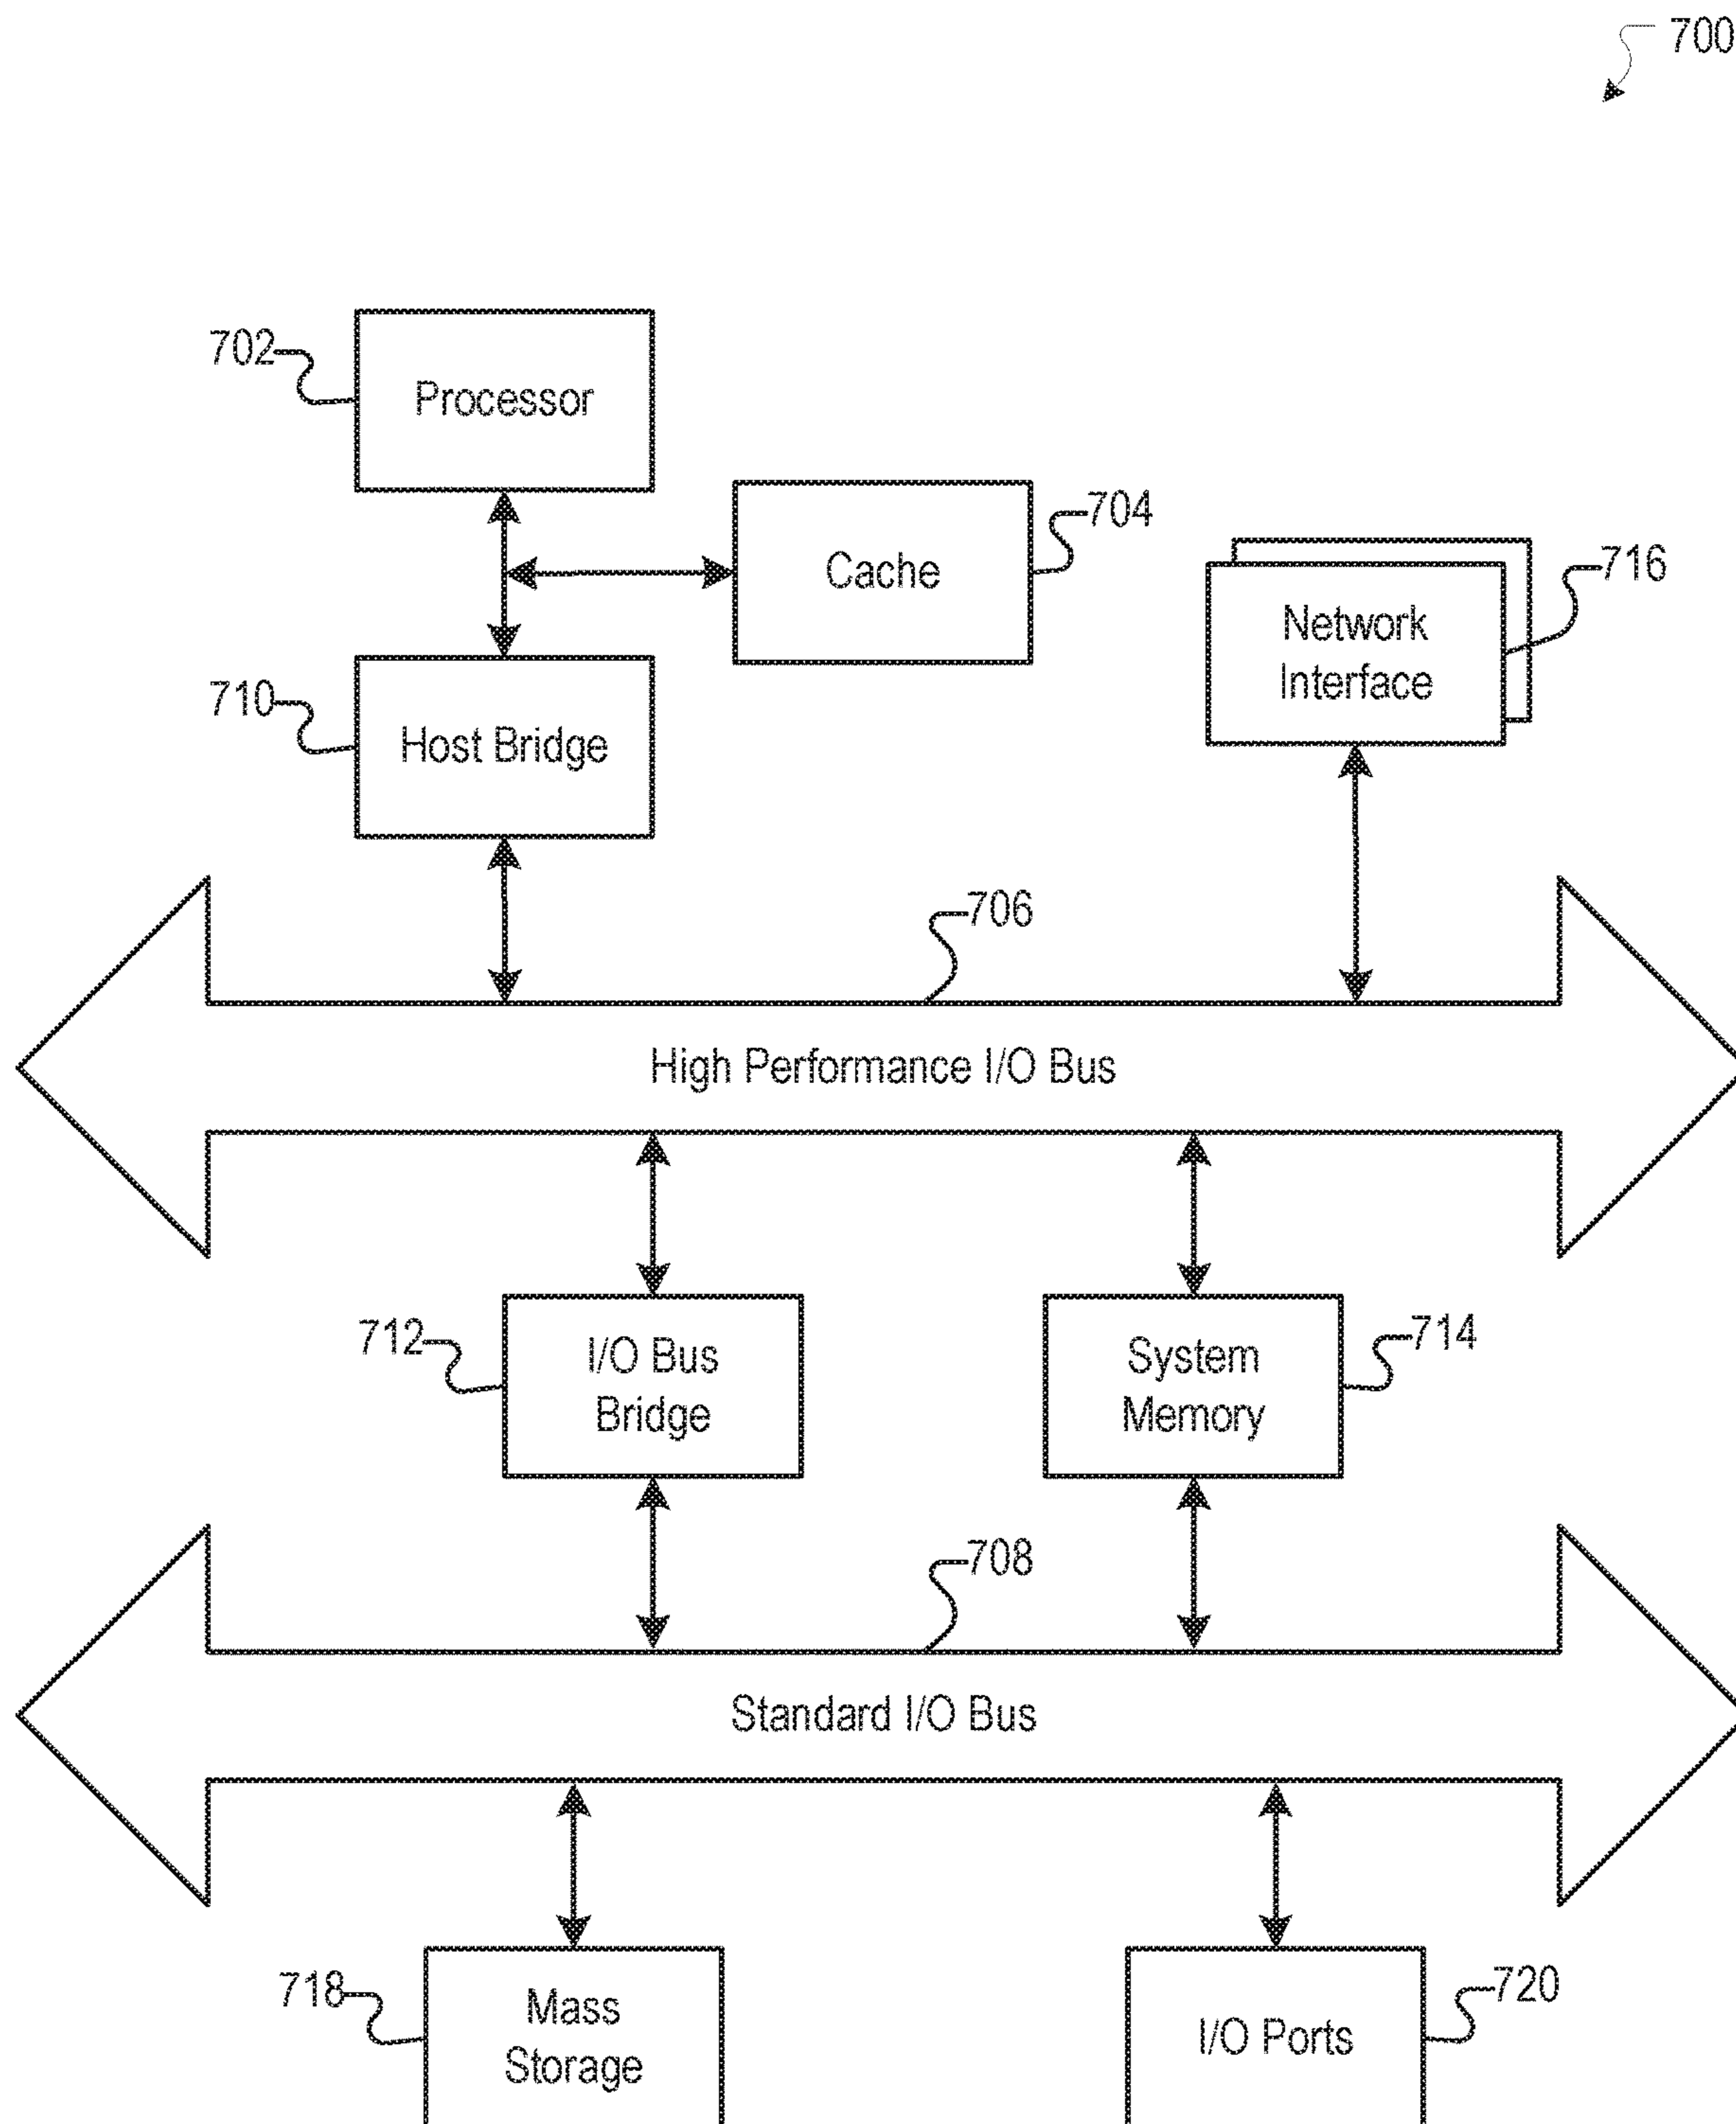 700
702
Processor
704
Cache
716
Network
Interface
710
Host Bridge
706
High Performance I/O Bus
712
I/O Bus
Bridge
714
System
Memory
708
Standard I/O Bus
718
Mass
Storage
720
I/O Ports